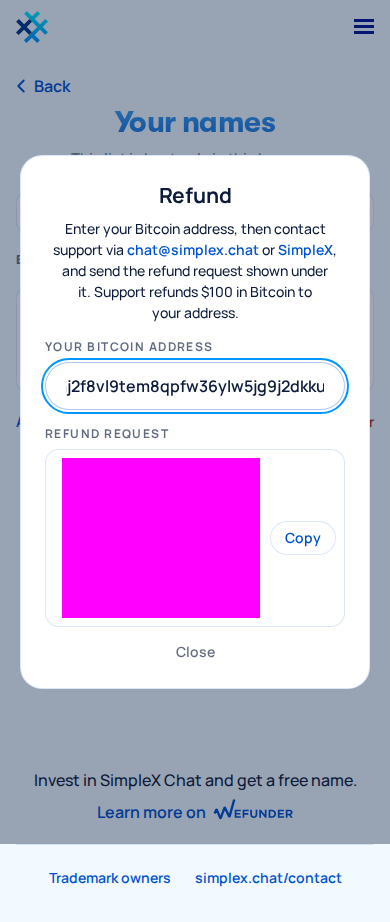 Back
Your names
Refund
Enter your Bitcoin address, then contact
support via chat@simplex.chat or SimpleX,
and send the refund request shown under
it. Support refunds $100 in Bitcoin to
your address.
YOUR BITCOIN ADDRESS
j2f8vl9tem8qpfw36ylw5jg9j2dkku
REFUND REQUEST
Copy
Close
Invest in SimpleX Chat and get a free name.
Learn more on WEFUNDER
Trademark owners simplex.chat/contact